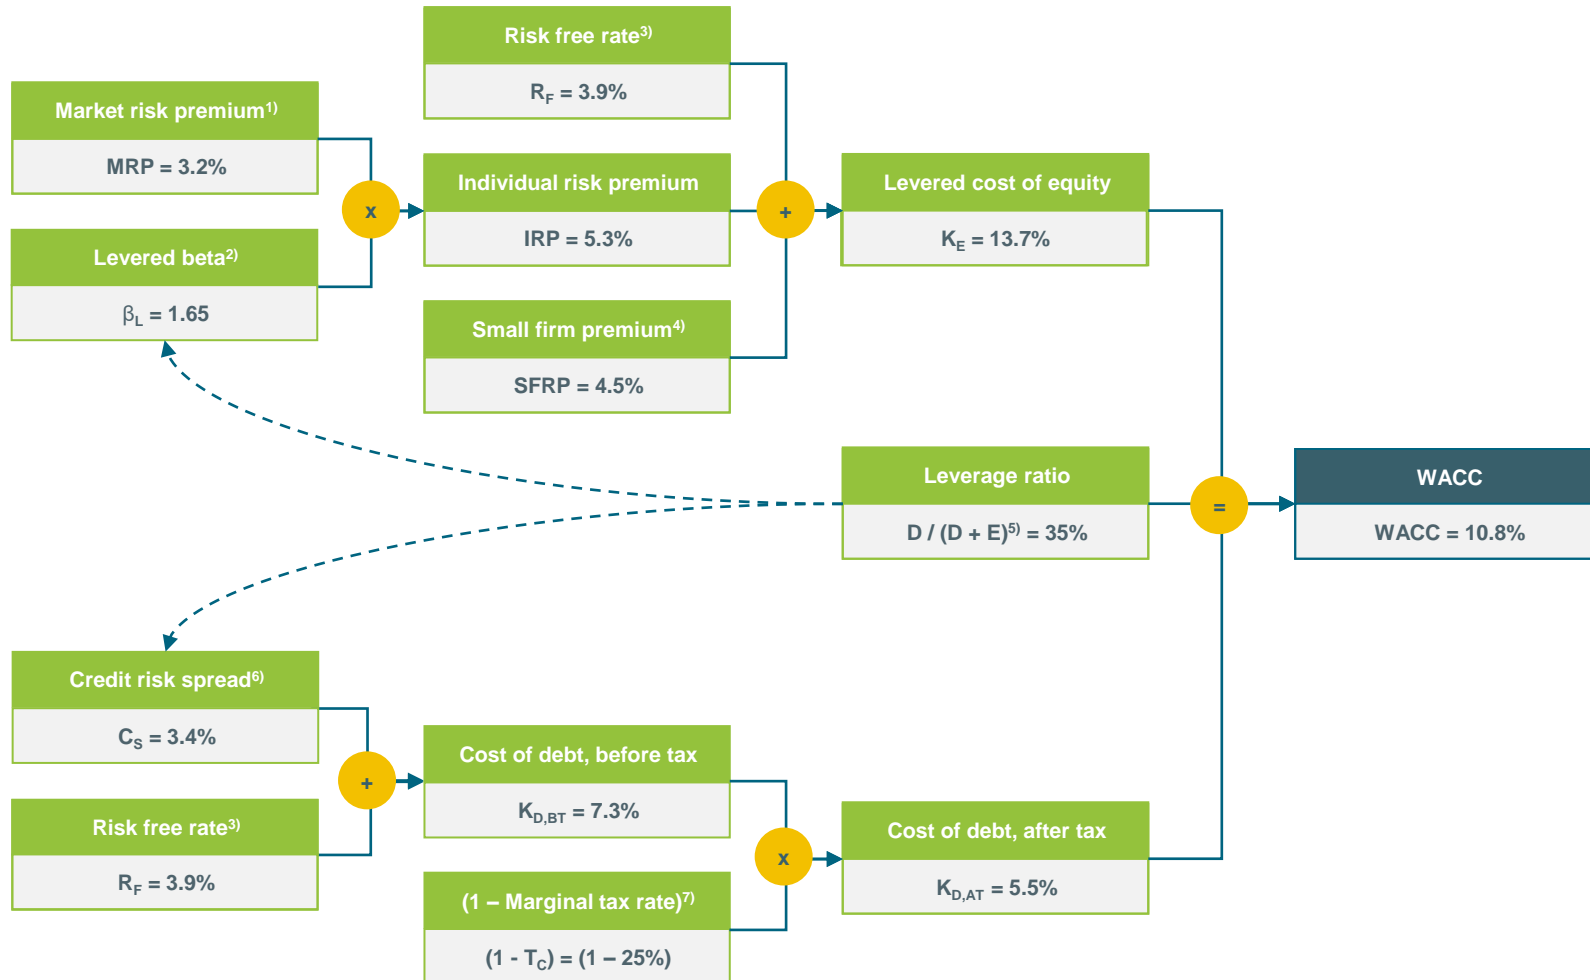 Risk free rate³⁾
R_F = 3.9%
Market risk premium¹⁾
MRP = 3.2%
x
Levered beta²⁾
β_L = 1.65
Individual risk premium
IRP = 5.3%
+
Small firm premium⁴⁾
SFRP = 4.5%
Levered cost of equity
K_E = 13.7%
Leverage ratio
D / (D + E)⁵⁾ = 35%
=
WACC
WACC = 10.8%
Credit risk spread⁶⁾
C_S = 3.4%
+
Risk free rate³⁾
R_F = 3.9%
Cost of debt, before tax
K_D,BT = 7.3%
x
(1 – Marginal tax rate)⁷⁾
(1 - T_C) = (1 – 25%)
Cost of debt, after tax
K_D,AT = 5.5%